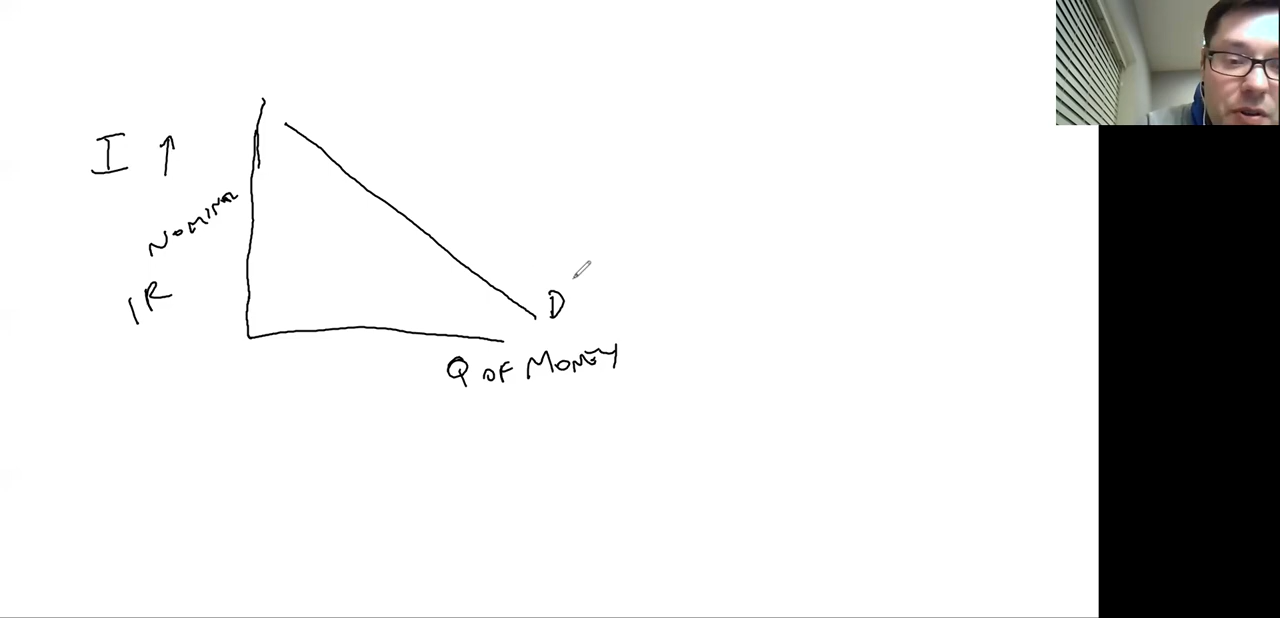 I ↑
NOMINAL
IR
D
Q OF MONEY